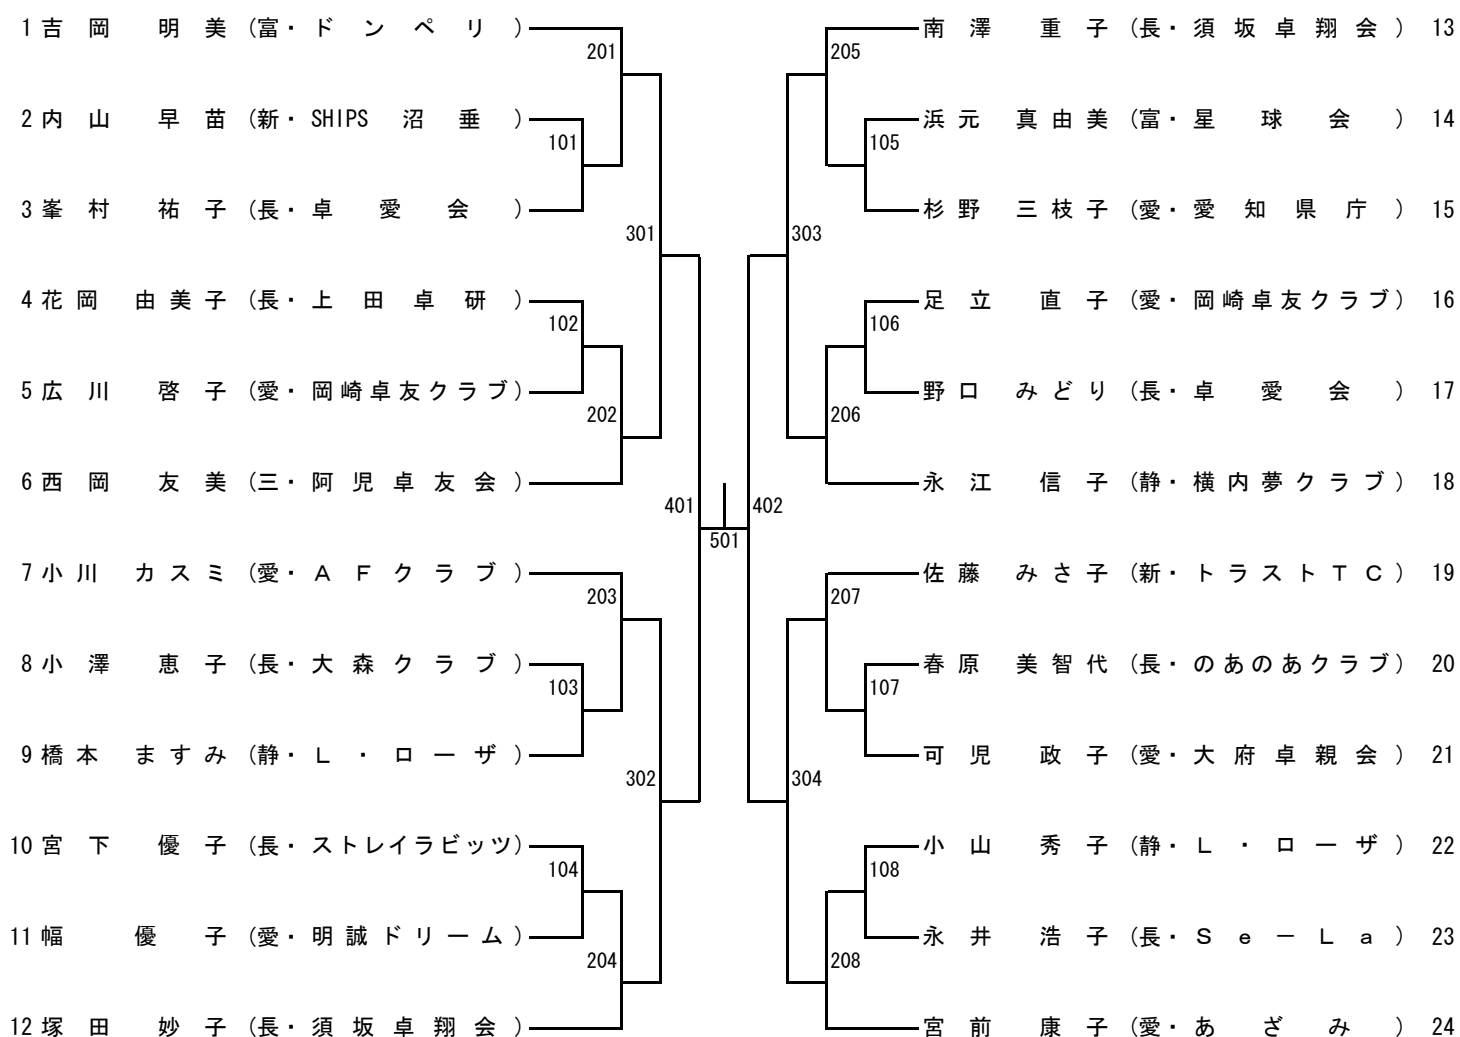 1 吉岡 明美 (富・ドンペリ)
201
2 内山 早苗 (新・SHIPS沼垂)
101
3 峯村 祐子 (長・卓愛会)
301
4 花岡 由美子 (長・上田卓研)
102
5 広川 啓子 (愛・岡崎卓友クラブ)
202
6 西岡 友美 (三・阿児卓友会)
401
7 小川 カスミ (愛・AFクラブ)
203
8 小澤 恵子 (長・大森クラブ)
103
9 橋本 ますみ (静・L・ローザ)
302
10 宮下 優子 (長・ストレイラビッツ)
104
11 幅 優子 (愛・明誠ドリーム)
204
12 塚田 妙子 (長・須坂卓翔会)
501
南澤 重子 (長・須坂卓翔会) 13
205
浜元 真由美 (富・星球会) 14
105
杉野 三枝子 (愛・愛知県庁) 15
303
足立 直子 (愛・岡崎卓友クラブ) 16
106
野口 みどり (長・卓愛会) 17
206
永江 信子 (静・横内夢クラブ) 18
402
佐藤 みさ子 (新・トラストTC) 19
207
春原 美智代 (長・のあのあクラブ) 20
107
可児 政子 (愛・大府卓親会) 21
304
小山 秀子 (静・L・ローザ) 22
108
永井 浩子 (長・Se-La) 23
208
宮前 康子 (愛・あざみ) 24